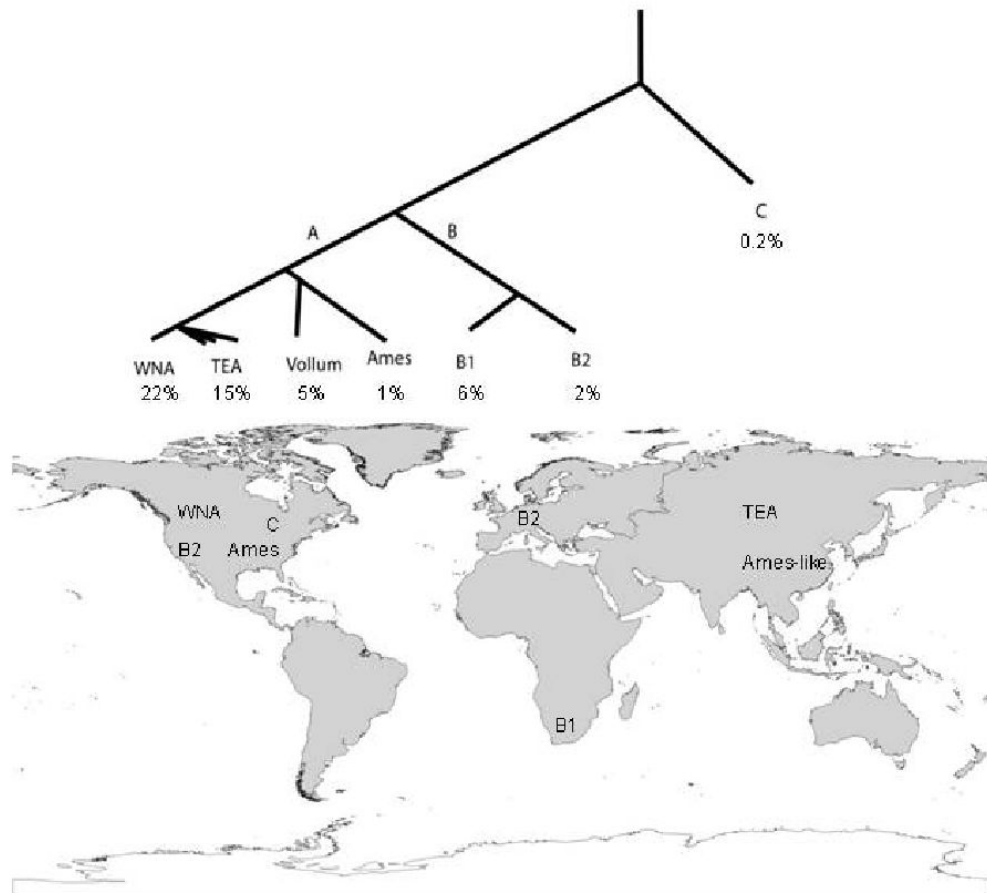 A
B
C
0.2%
WNA TEA Vollum Ames B1 B2
22% 15% 5% 1% 6% 2%
WNA C B2 TEA
B2 Ames Ames-like
B1